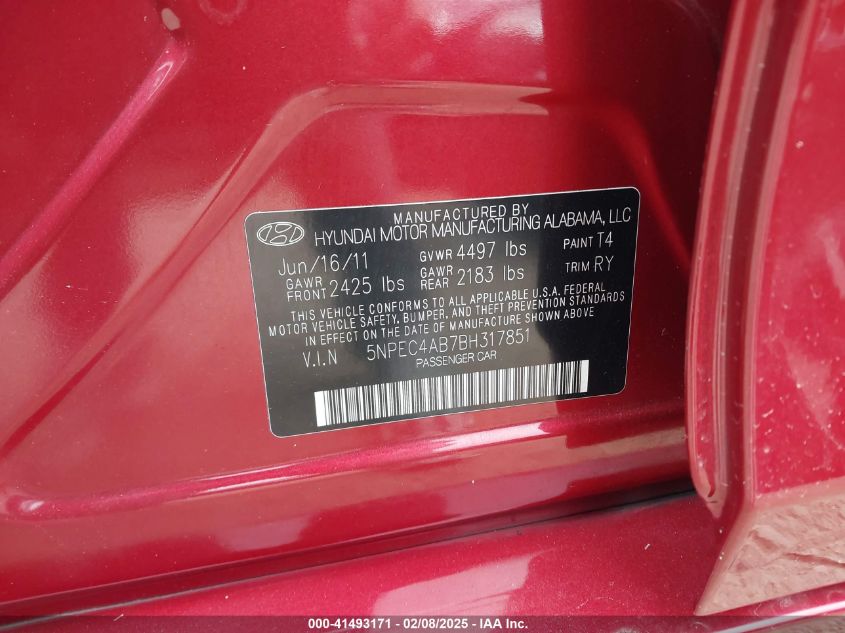 MANUFACTURED BY
HYUNDAI MOTOR MANUFACTURING ALABAMA, LLC
Jun/16/11 GVWR 4497 lbs PAINT T4
GAWR FRONT 2425 lbs GAWR REAR 2183 lbs TRIM RY
THIS VEHICLE CONFORMS TO ALL APPLICABLE U.S.A. FEDERAL
MOTOR VEHICLE SAFETY, BUMPER, AND THEFT PREVENTION STANDARDS
IN EFFECT ON THE DATE OF MANUFACTURE SHOWN ABOVE.
V.I.N 5NPEC4AB7BH317851
PASSENGER CAR
000-41493171 - 02/08/2025 - IAA Inc.